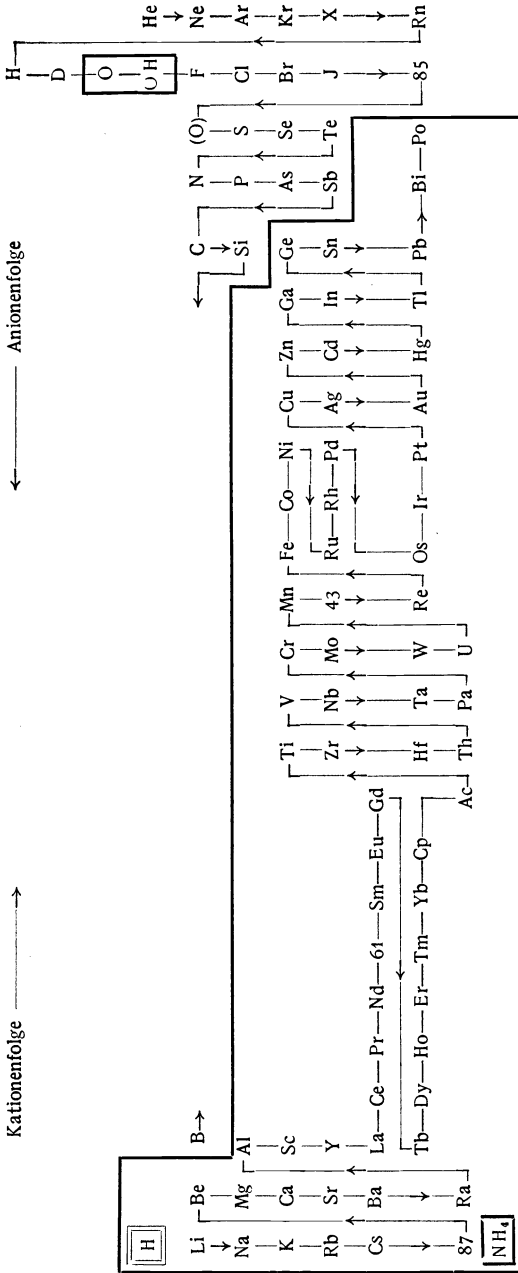 H
Kationenfolge ⟶ ⟵ Anionenfolge
D
O
H OH He
Li Be B→ C N (O) F Ne
Na Mg Al Si P S Cl Ar
K Ca Sc Ti V Cr Mn Fe—Co—Ni Cu Zn Ga Ge As Se Br Kr
Rb Sr Y Zr Nb Mo 43 Ru—Rh—Pd Ag Cd In Sn Sb Te J X
Cs Ba La—Ce—Pr—Nd—61—Sm—Eu—Gd
Tb—Dy—Ho—Er—Tm—Yb—Cp Hf Ta W Re Os—Ir—Pt Au Hg Tl Pb→Bi—Po 85 Rn
87 Ra Ac Th Pa U
NH₄